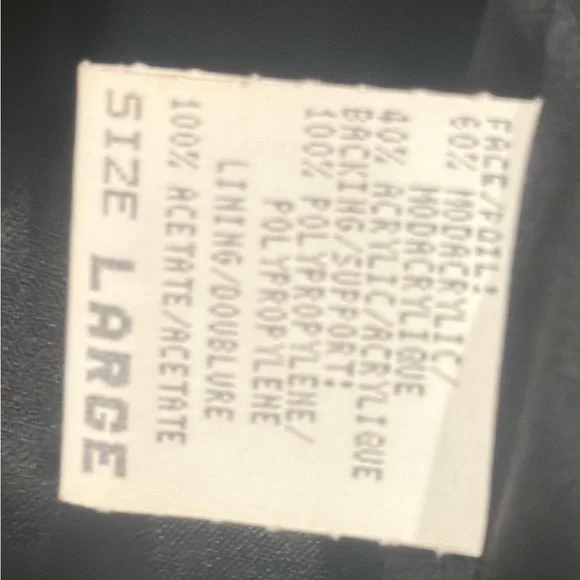 FACE/POIL:
60% MODACRYLIC/
MODACRYLIQUE
40% ACRYLIC/ACRYLIQUE
BACKING/SUPPORT:
100% POLYPROPYLENE/
POLYPROPYLENE
LINING/DOUBLURE
100% ACETATE/ACETATE
SIZE LARGE